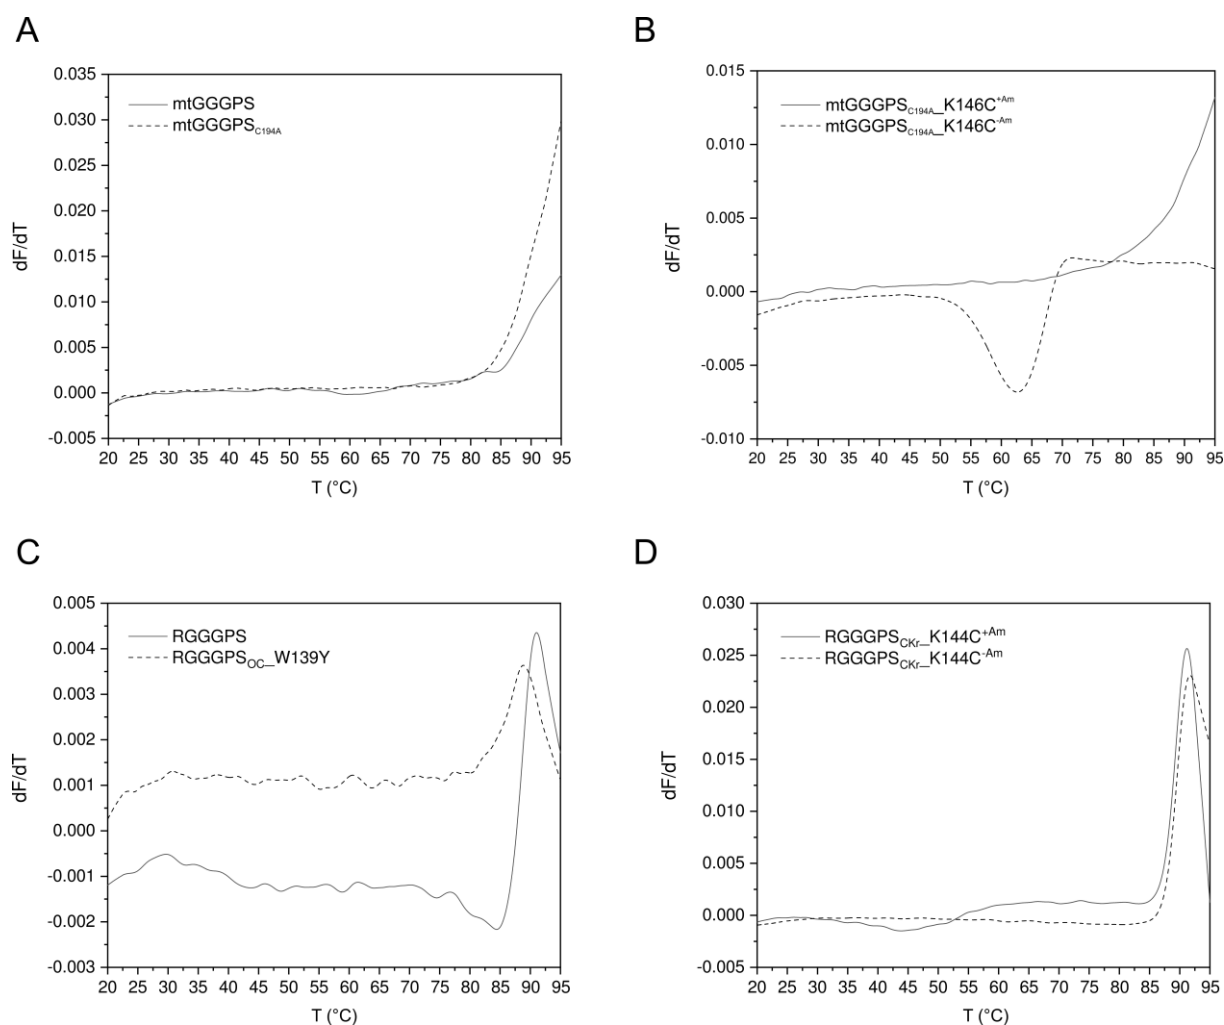 A
mtGGGPS
mtGGGPS_C194A
0.035
0.030
0.025
0.020
0.015
0.010
0.005
0.000
-0.005
dF/dT
20 25 30 35 40 45 50 55 60 65 70 75 80 85 90 95
T (°C)
B
mtGGGPS_C194A_K146C^+Am
mtGGGPS_C194A_K146C^-Am
0.015
0.010
0.005
0.000
-0.005
-0.010
dF/dT
20 25 30 35 40 45 50 55 60 65 70 75 80 85 90 95
T (°C)
C
RGGGPS
RGGGPS_OC_W139Y
0.005
0.004
0.003
0.002
0.001
0.000
-0.001
-0.002
-0.003
dF/dT
20 25 30 35 40 45 50 55 60 65 70 75 80 85 90 95
T (°C)
D
RGGGPS_CKr_K144C^+Am
RGGGPS_CKr_K144C^-Am
0.030
0.025
0.020
0.015
0.010
0.005
0.000
-0.005
dF/dT
20 25 30 35 40 45 50 55 60 65 70 75 80 85 90 95
T (°C)